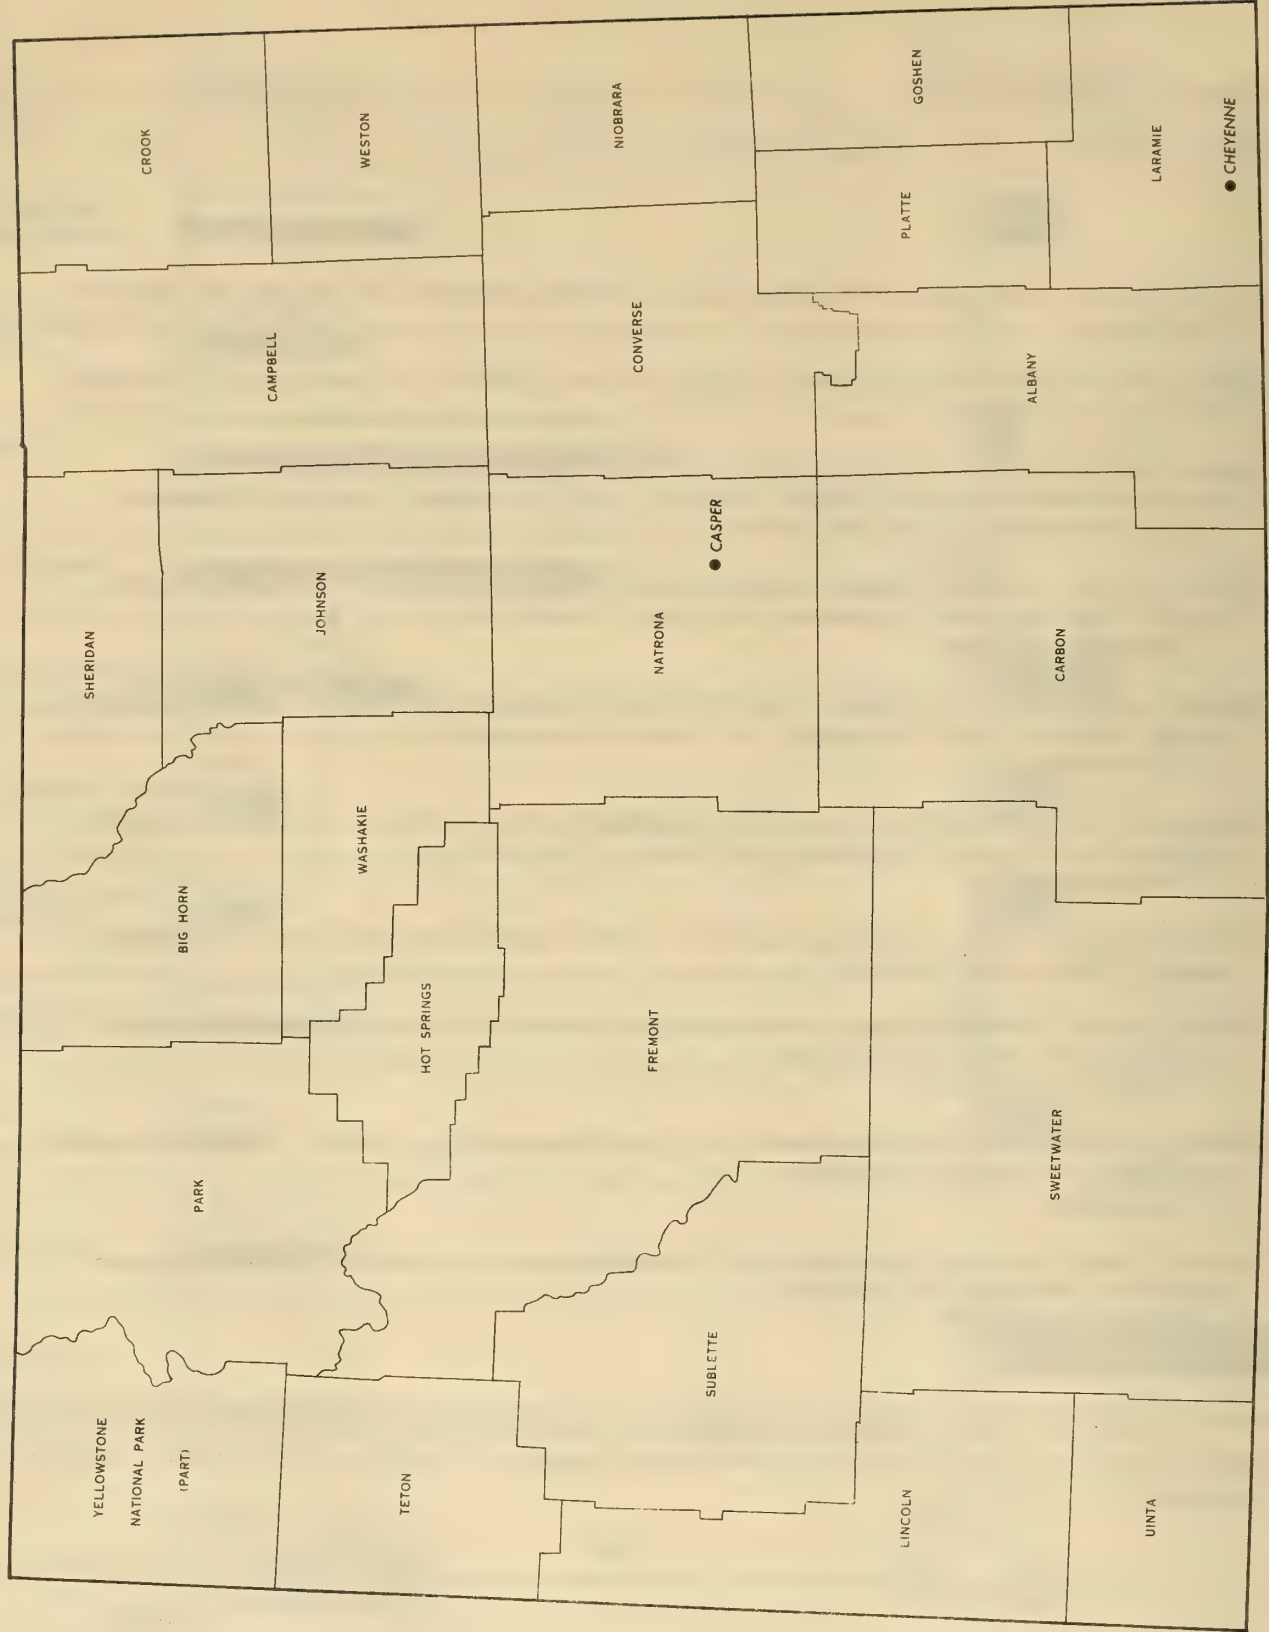 YELLOWSTONE
NATIONAL PARK
(PART)
PARK
BIG HORN
SHERIDAN
CAMPBELL
CROOK
JOHNSON
WESTON
WASHAKIE
TETON
HOT SPRINGS
FREMONT
NATRONA
CONVERSE
NIOBRARA
CASPER
SUBLETTE
LINCOLN
PLATTE
GOSHEN
SWEETWATER
CARBON
ALBANY
LARAMIE
UINTA
CHEYENNE